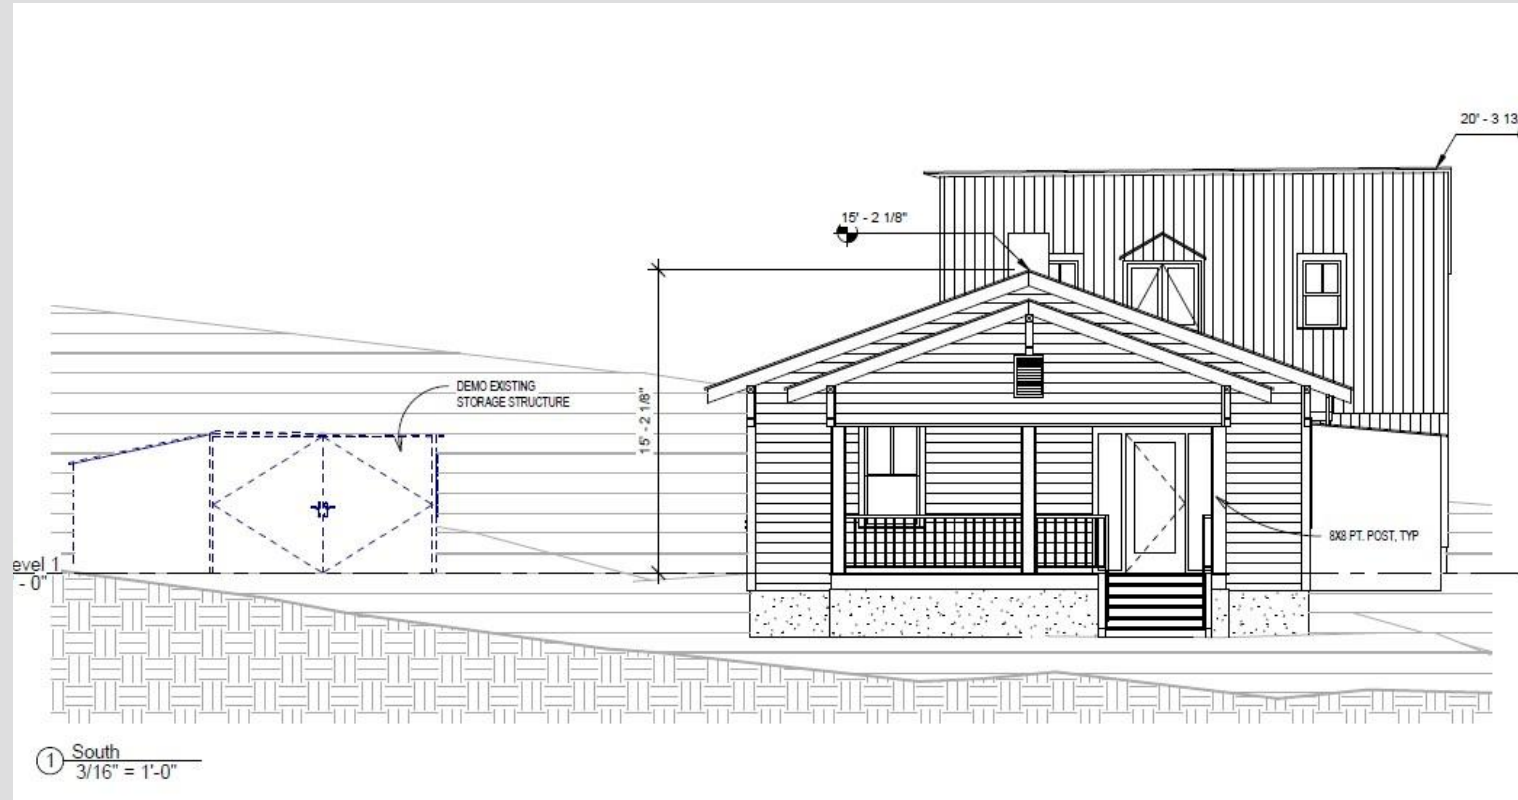 20' - 3 13
15' - 2 1/8"
DEMO EXISTING
STORAGE STRUCTURE
15' - 2 1/8"
8X8 PT. POST, TYP
evel 1
- 0"
1
South
3/16" = 1'-0"